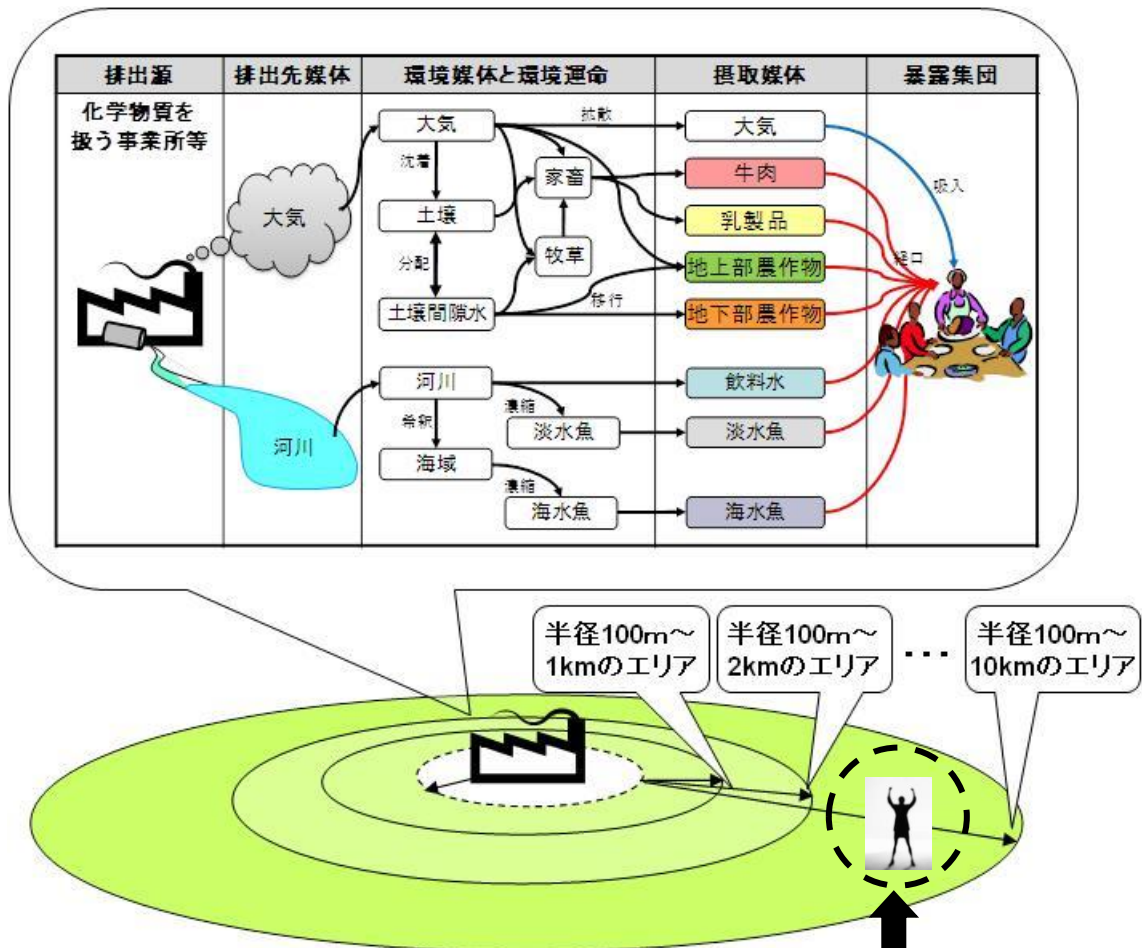 排出源
排出先媒体
環境媒体と環境運命
摂取媒体
暴露集団
化学物質を
扱う事業所等
大気
河川
大気
沈着
土壌
分配
土壌間隙水
家畜
牧草
拡散
移行
河川
希釈
海域
濃縮
淡水魚
濃縮
海水魚
大気
牛肉
乳製品
地上部農作物
地下部農作物
飲料水
淡水魚
海水魚
吸入
経口
半径100m～
1kmのエリア
半径100m～
2kmのエリア
・・・
半径100m～
10kmのエリア